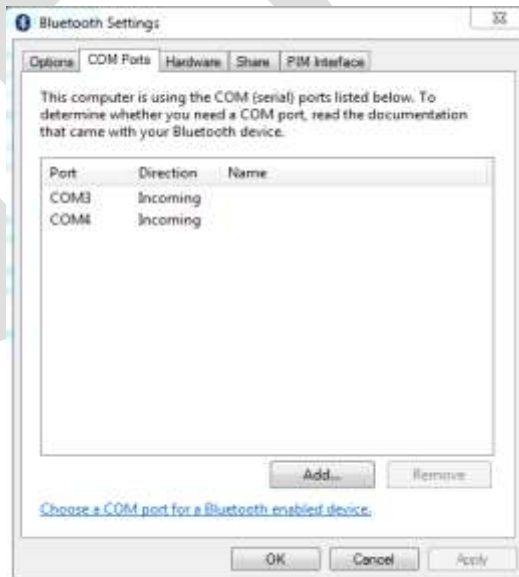 Bluetooth Settings
Options COM Ports Hardware Share PIM Interface
This computer is using the COM (serial) ports listed below. To
determine whether you need a COM port, read the documentation
that came with your Bluetooth device.
Port Direction Name
COM3 Incoming
COM4 Incoming
Add... Remove
Choose a COM port for a Bluetooth enabled device.
OK Cancel Apply